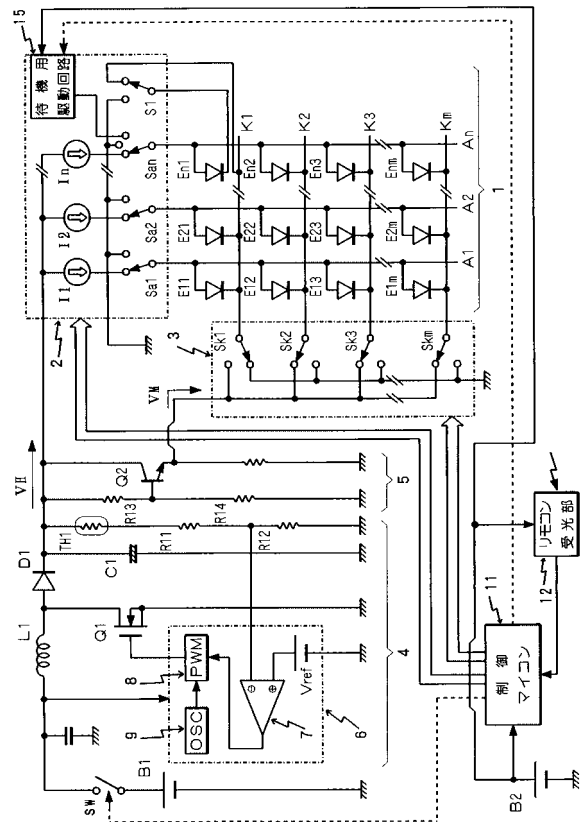 15
待機用
駆動回路
I1
I2
In
2
Sa1
Sa2
San
S1
E11
E21
En1
K1
E12
E22
En2
K2
E13
E23
En3
K3
E1m
E2m
Enm
Km
A1
A2
An
1
3
Sk1
Sk2
Sk3
Skm
VM
VH
Q2
R13
R14
5
TH1
R11
R12
D1
C1
L1
Q1
4
8
PWM
9
OSC
7
⊖
⊕
Vref
6
SW
B1
12
リモコン
受光部
11
制御
マイコン
B2